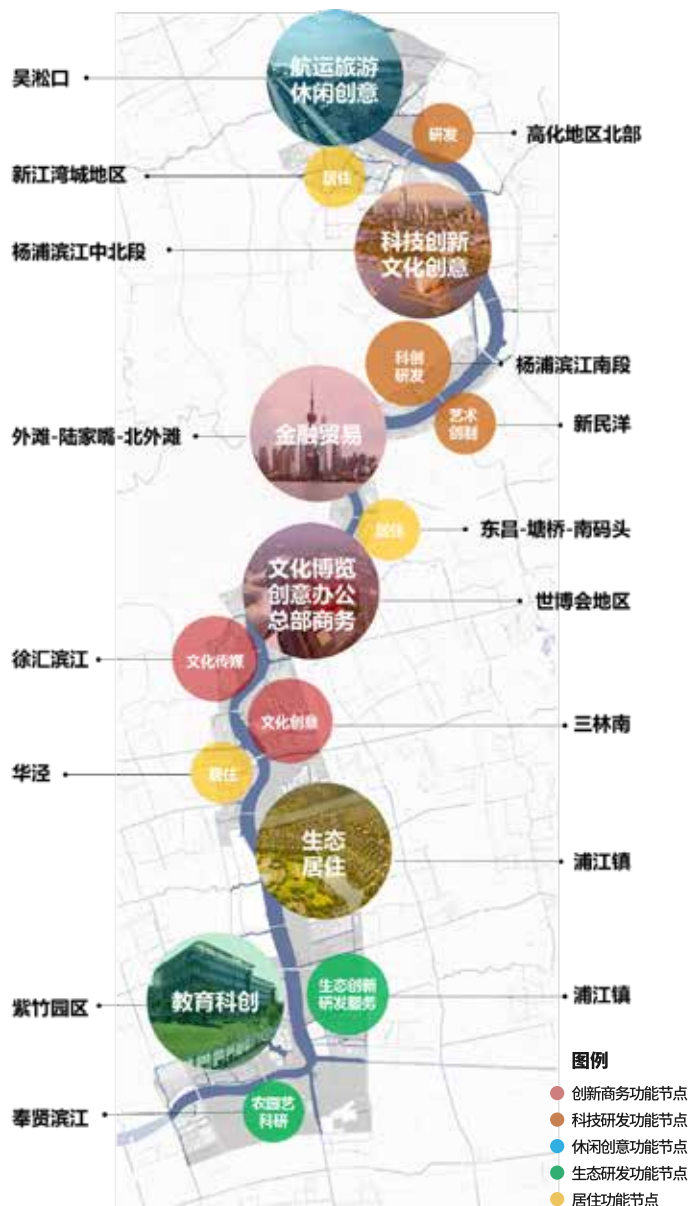 吴淞口
航运旅游
休闲创意
研发
高化地区北部
新江湾城地区
居住
杨浦滨江中北段
科技创新
文化创意
科创
研发
杨浦滨江南段
外滩-陆家嘴-北外滩
金融贸易
艺术
创制
新民洋
居住
东昌-塘桥-南码头
文化博览
创意办公
总部商务
世博会地区
徐汇滨江
文化传媒
文化创意
三林南
华泾
居住
生态
居住
浦江镇
紫竹园区
教育科创
生态创新
研发服务
浦江镇
奉贤滨江
农园艺
科研
图例
创新商务功能节点
科技研发功能节点
休闲创意功能节点
生态研发功能节点
居住功能节点